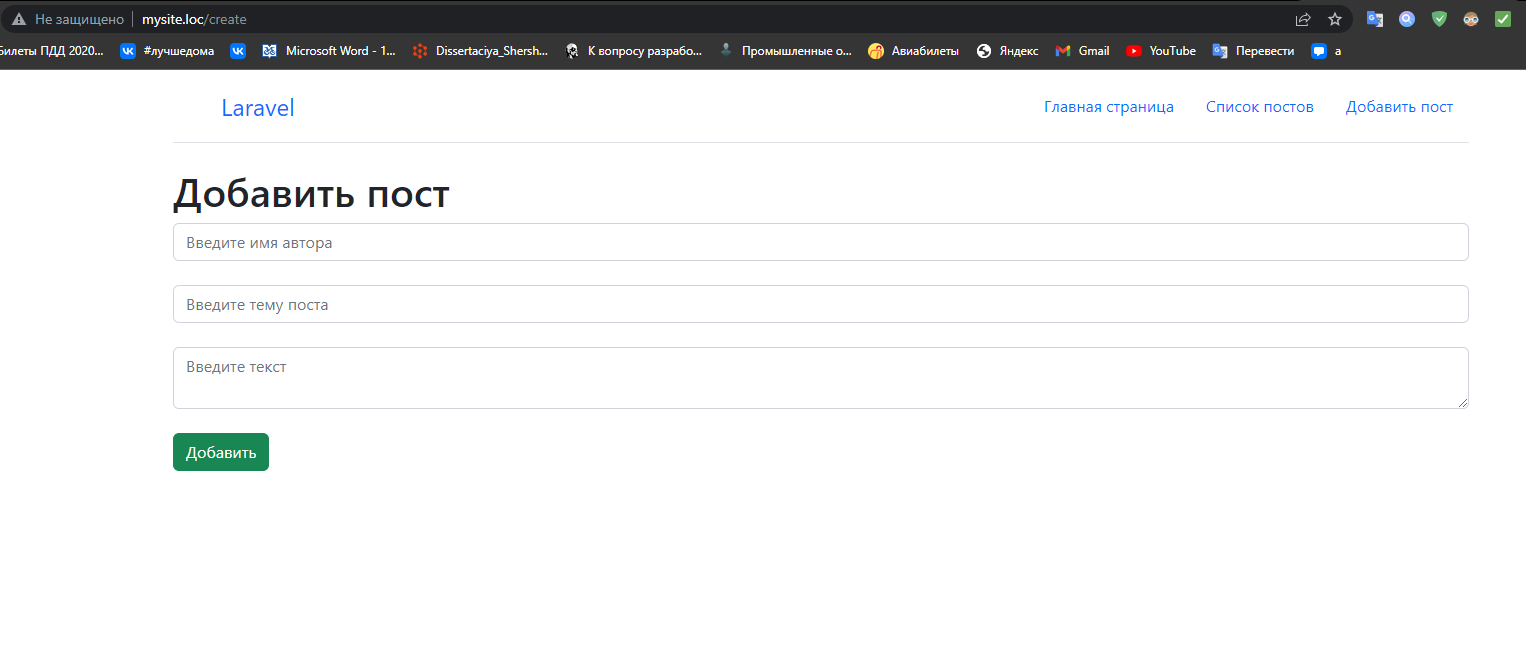 Не защищено mysite.loc/create
Билеты ПДД 2020... #лучшедома Microsoft Word - 1... Dissertaciya_Shersh... К вопросу разрабо... Промышленные о... Авиабилеты Яндекс Gmail YouTube Перевести a
Laravel Главная страница Список постов Добавить пост
Добавить пост
Введите имя автора
Введите тему поста
Введите текст
Добавить